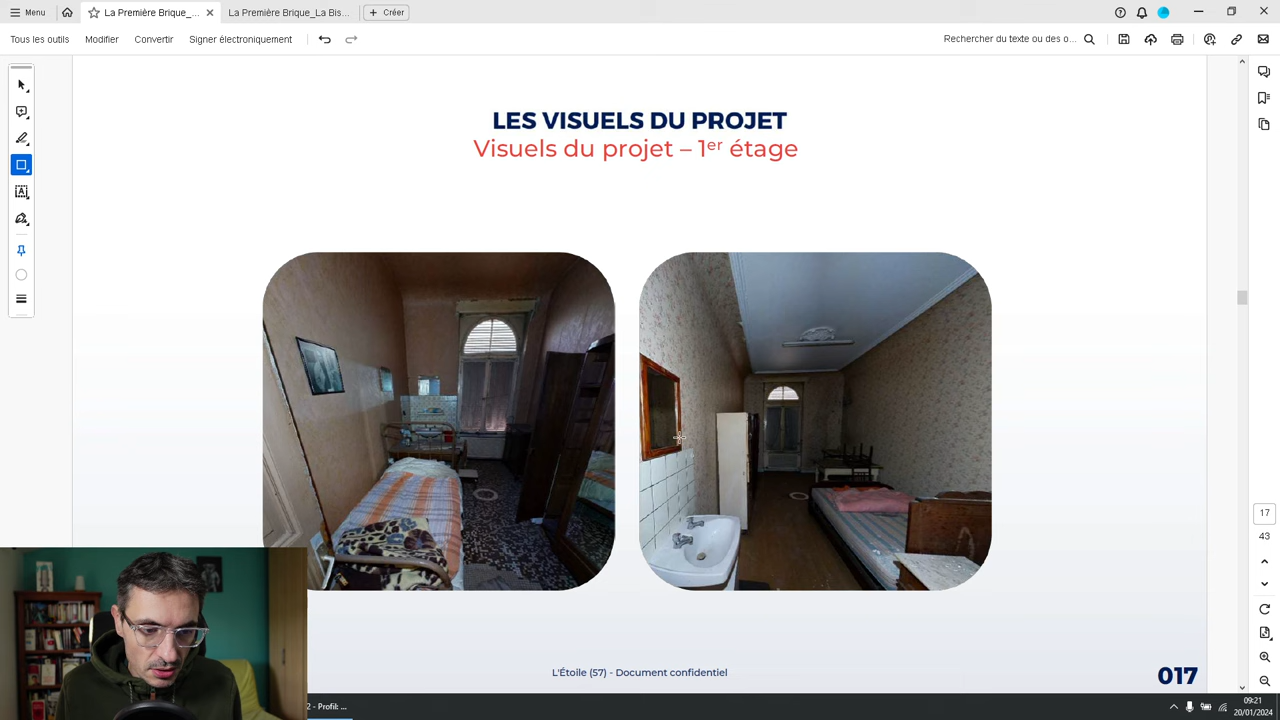 Menu
La Première Brique_...
La Première Brique_La Bis...
Créer
Tous les outils
Modifier
Convertir
Signer électroniquement
Rechercher du texte ou des o...
LES VISUELS DU PROJET
Visuels du projet – 1er étage
17
43
L'Étoile (57) - Document confidentiel
017
2 - Profil: ...
09:21
20/01/2024